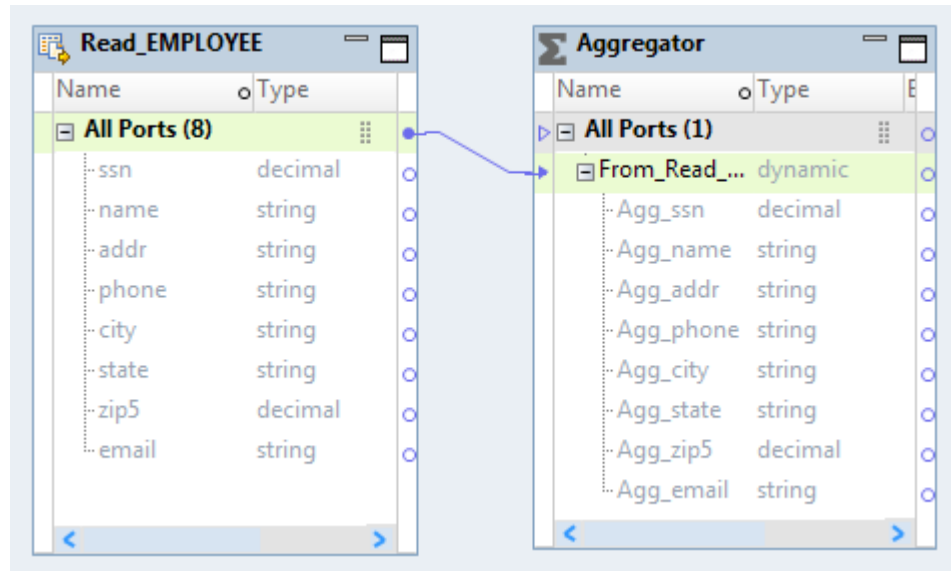 Read_EMPLOYEE
Name Type
All Ports (8)
ssn decimal
name string
addr string
phone string
city string
state string
zip5 decimal
email string
Aggregator
Name Type E
All Ports (1)
From_Read_... dynamic
Agg_ssn decimal
Agg_name string
Agg_addr string
Agg_phone string
Agg_city string
Agg_state string
Agg_zip5 decimal
Agg_email string